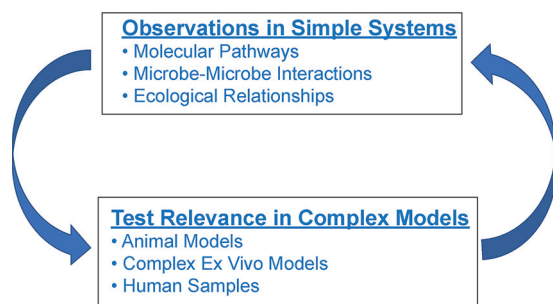 Observations in Simple Systems
• Molecular Pathways
• Microbe-Microbe Interactions
• Ecological Relationships
Test Relevance in Complex Models
• Animal Models
• Complex Ex Vivo Models
• Human Samples